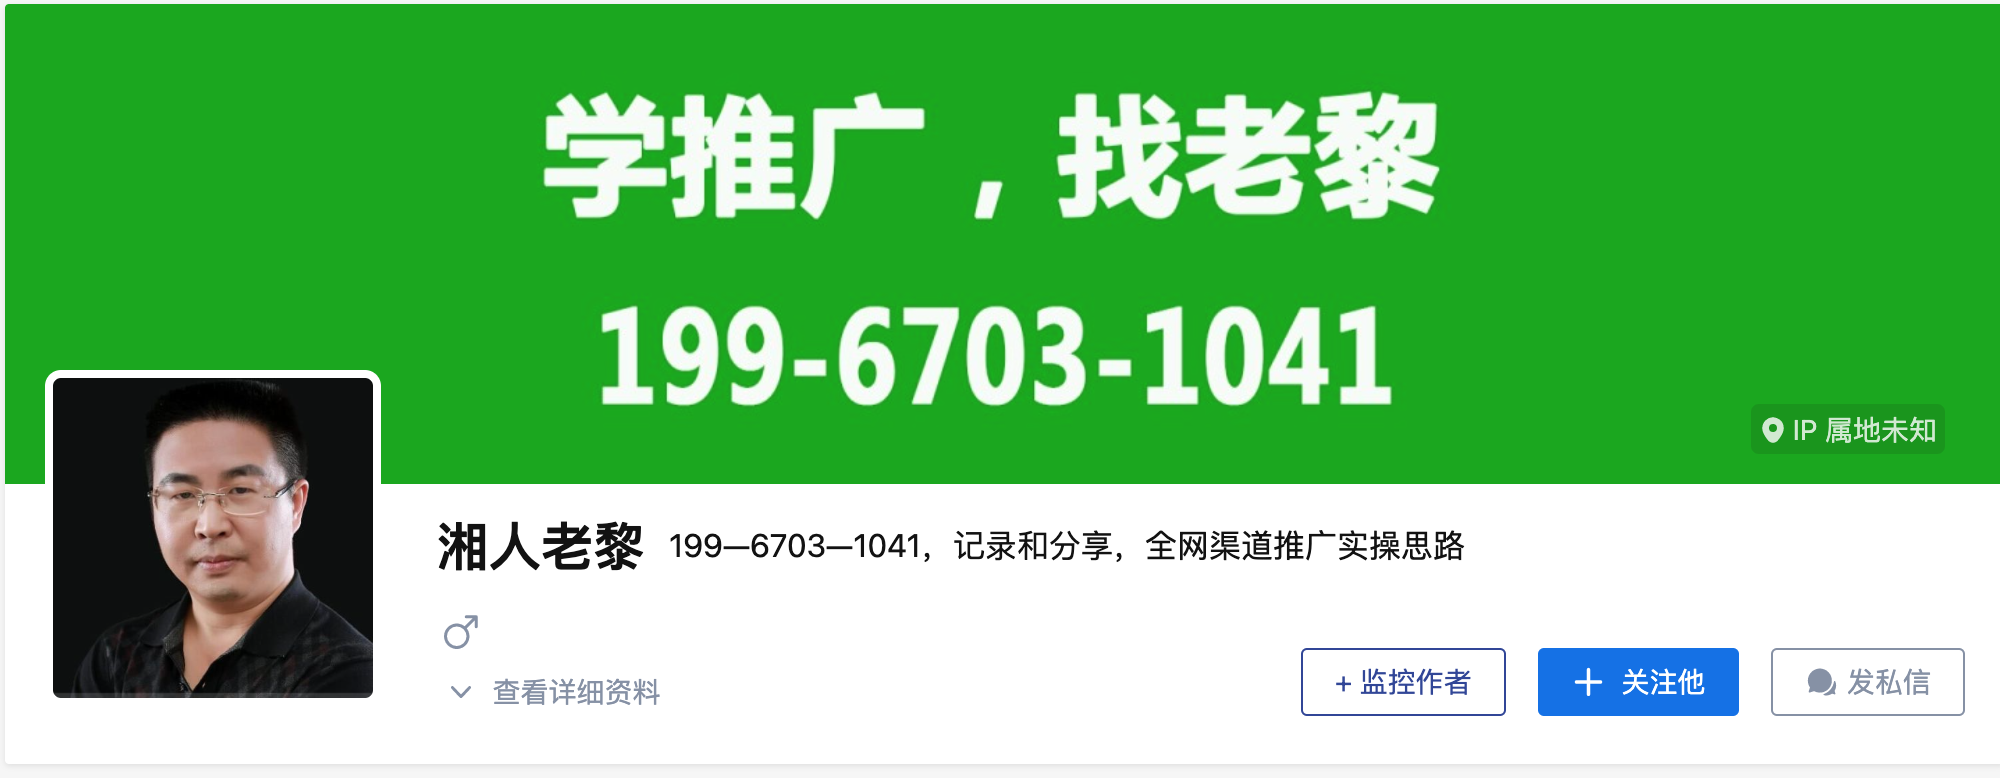 学推广，找老黎
199-6703-1041
IP 属地未知
湘人老黎 199—6703—1041，记录和分享，全网渠道推广实操思路
查看详细资料
+ 监控作者
关注他
发私信